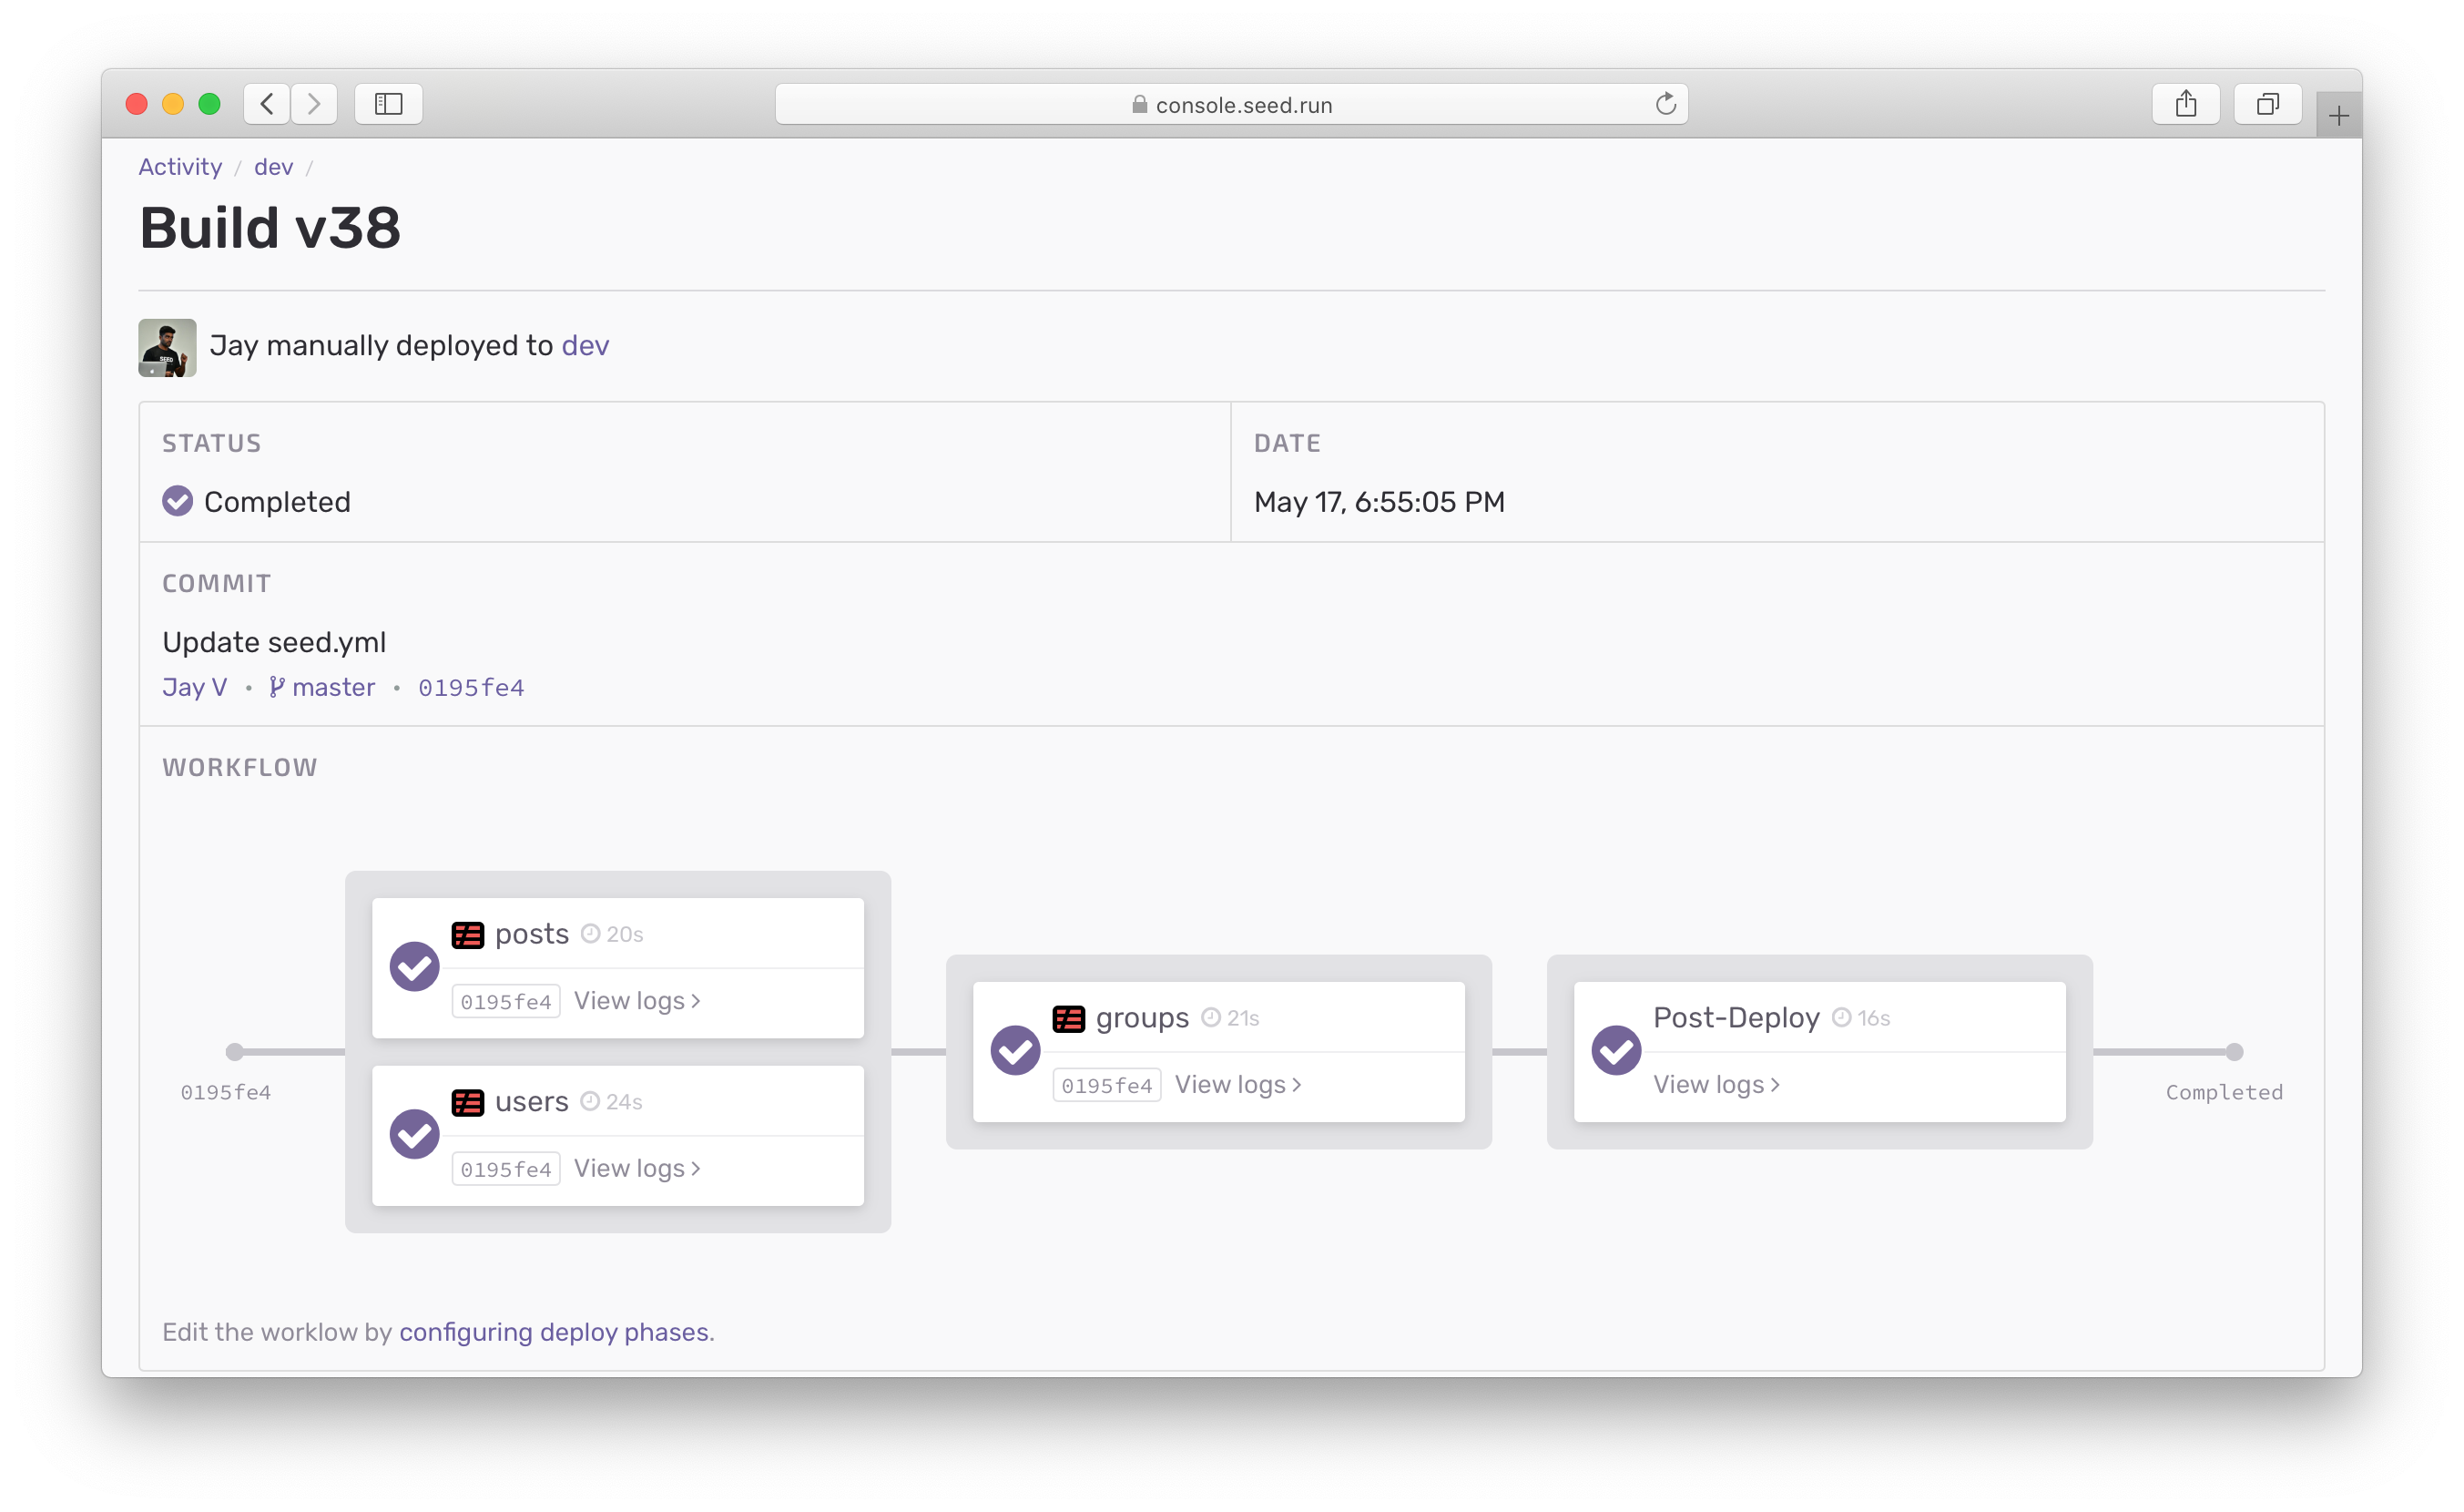 console.seed.run
Activity / dev /
Build v38
Jay manually deployed to dev
STATUS
Completed
DATE
May 17, 6:55:05 PM
COMMIT
Update seed.yml
Jay V • master • 0195fe4
WORKFLOW
0195fe4
posts 20s
0195fe4 View logs >
users 24s
0195fe4 View logs >
groups 21s
0195fe4 View logs >
Post-Deploy 16s
View logs >
Completed
Edit the worklow by configuring deploy phases.